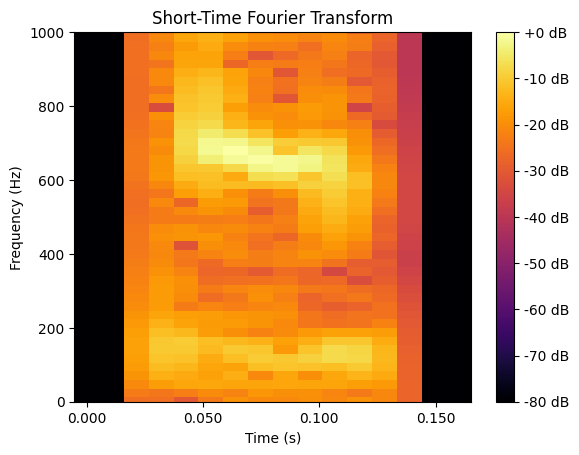 Short-Time Fourier Transform
1000
800
600
400
200
0
Frequency (Hz)
0.000
0.050
0.100
0.150
Time (s)
+0 dB
-10 dB
-20 dB
-30 dB
-40 dB
-50 dB
-60 dB
-70 dB
-80 dB